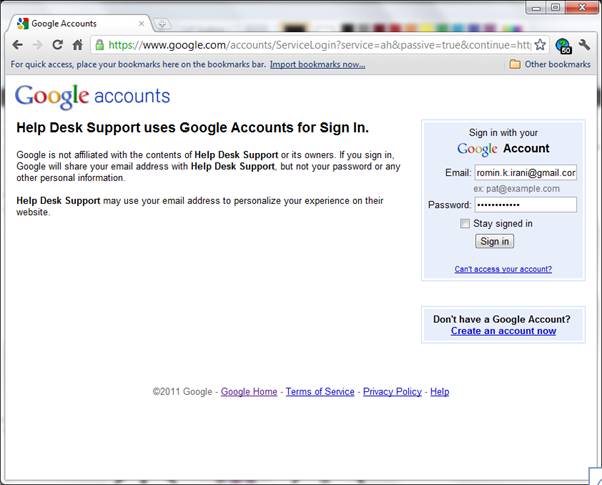 Google Accounts
https://www.google.com/accounts/ServiceLogin?service=ah&passive=true&continue=htt
50
For quick access, place your bookmarks here on the bookmarks bar. Import bookmarks now...
Other bookmarks
Google accounts
Help Desk Support uses Google Accounts for Sign In.
Google is not affiliated with the contents of Help Desk Support or its owners. If you sign in,
Google will share your email address with Help Desk Support, but not your password or any
other personal information.
Help Desk Support may use your email address to personalize your experience on their
website.
Sign in with your
Google Account
Email: romin.k.irani@gmail.com
ex: pat@example.com
Password: ••••••••••••
Stay signed in
Sign in
Can't access your account?
Don't have a Google Account?
Create an account now
©2011 Google - Google Home - Terms of Service - Privacy Policy - Help